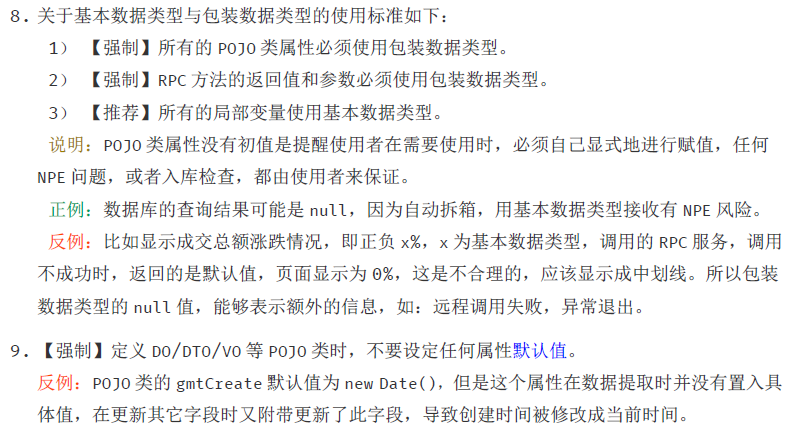 8. 关于基本数据类型与包装数据类型的使用标准如下：
1） 【强制】所有的 POJO 类属性必须使用包装数据类型。
2） 【强制】RPC 方法的返回值和参数必须使用包装数据类型。
3） 【推荐】所有的局部变量使用基本数据类型。
说明：POJO 类属性没有初值是提醒使用者在需要使用时，必须自己显式地进行赋值，任何
NPE 问题，或者入库检查，都由使用者来保证。
正例：数据库的查询结果可能是 null，因为自动拆箱，用基本数据类型接收有 NPE 风险。
反例：比如显示成交总额涨跌情况，即正负 x%，x 为基本数据类型，调用的 RPC 服务，调用
不成功时，返回的是默认值，页面显示为 0%，这是不合理的，应该显示成中划线。所以包装
数据类型的 null 值，能够表示额外的信息，如：远程调用失败，异常退出。
9. 【强制】定义 DO/DTO/VO 等 POJO 类时，不要设定任何属性默认值。
反例：POJO 类的 gmtCreate 默认值为 new Date()，但是这个属性在数据提取时并没有置入具
体值，在更新其它字段时又附带更新了此字段，导致创建时间被修改成当前时间。